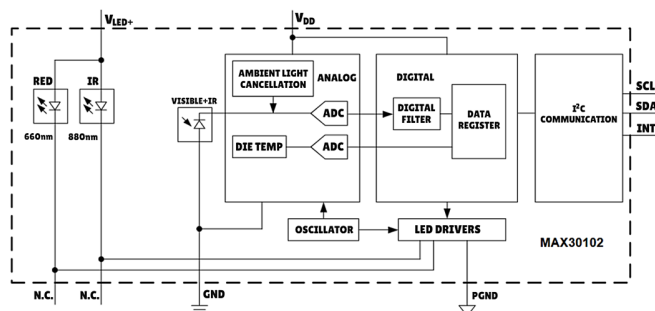 VLED+
VDD
RED
IR
660nm
880nm
VISIBLE+IR
AMBIENT LIGHT
CANCELLATION
ANALOG
ADC
DIE TEMP
ADC
DIGITAL
DIGITAL
FILTER
DATA
REGISTER
I²C
COMMUNICATION
SCL
SDA
INT
OSCILLATOR
LED DRIVERS
MAX30102
N.C.
N.C.
GND
PGND